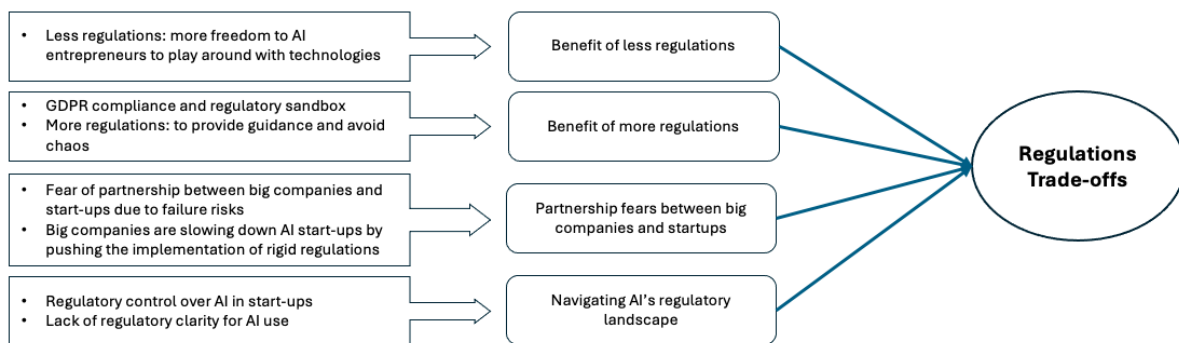 • Less regulations: more freedom to AI
entrepreneurs to play around with technologies
Benefit of less regulations
• GDPR compliance and regulatory sandbox
• More regulations: to provide guidance and avoid
chaos
Benefit of more regulations
• Fear of partnership between big companies and
start-ups due to failure risks
• Big companies are slowing down AI start-ups by
pushing the implementation of rigid regulations
Partnership fears between big
companies and startups
• Regulatory control over AI in start-ups
• Lack of regulatory clarity for AI use
Navigating AI’s regulatory
landscape
Regulations
Trade-offs